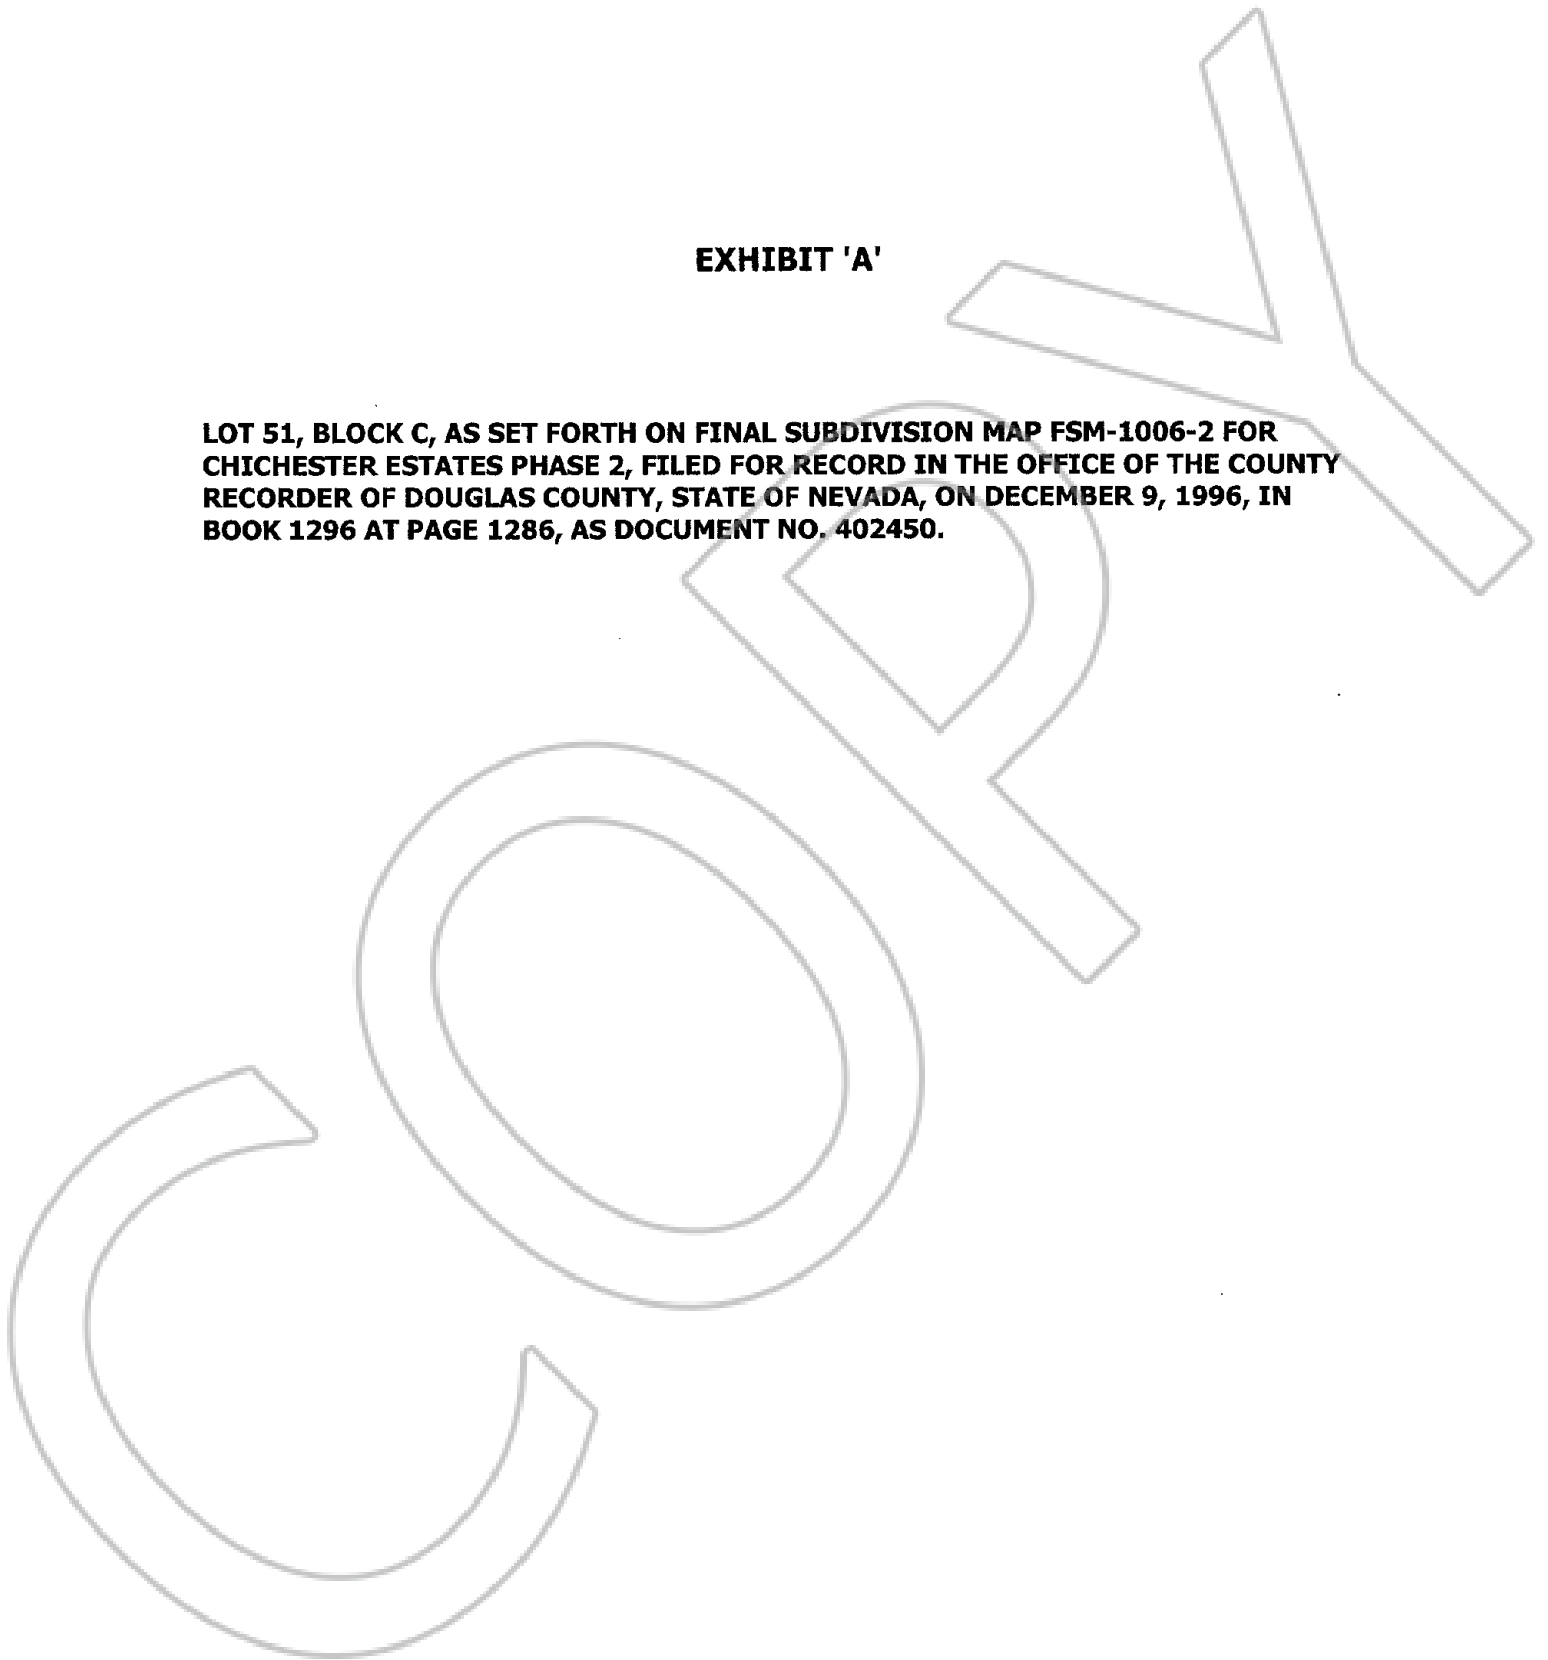 EXHIBIT 'A'
LOT 51, BLOCK C, AS SET FORTH ON FINAL SUBDIVISION MAP FSM-1006-2 FOR
CHICHESTER ESTATES PHASE 2, FILED FOR RECORD IN THE OFFICE OF THE COUNTY
RECORDER OF DOUGLAS COUNTY, STATE OF NEVADA, ON DECEMBER 9, 1996, IN
BOOK 1296 AT PAGE 1286, AS DOCUMENT NO. 402450.
COPY